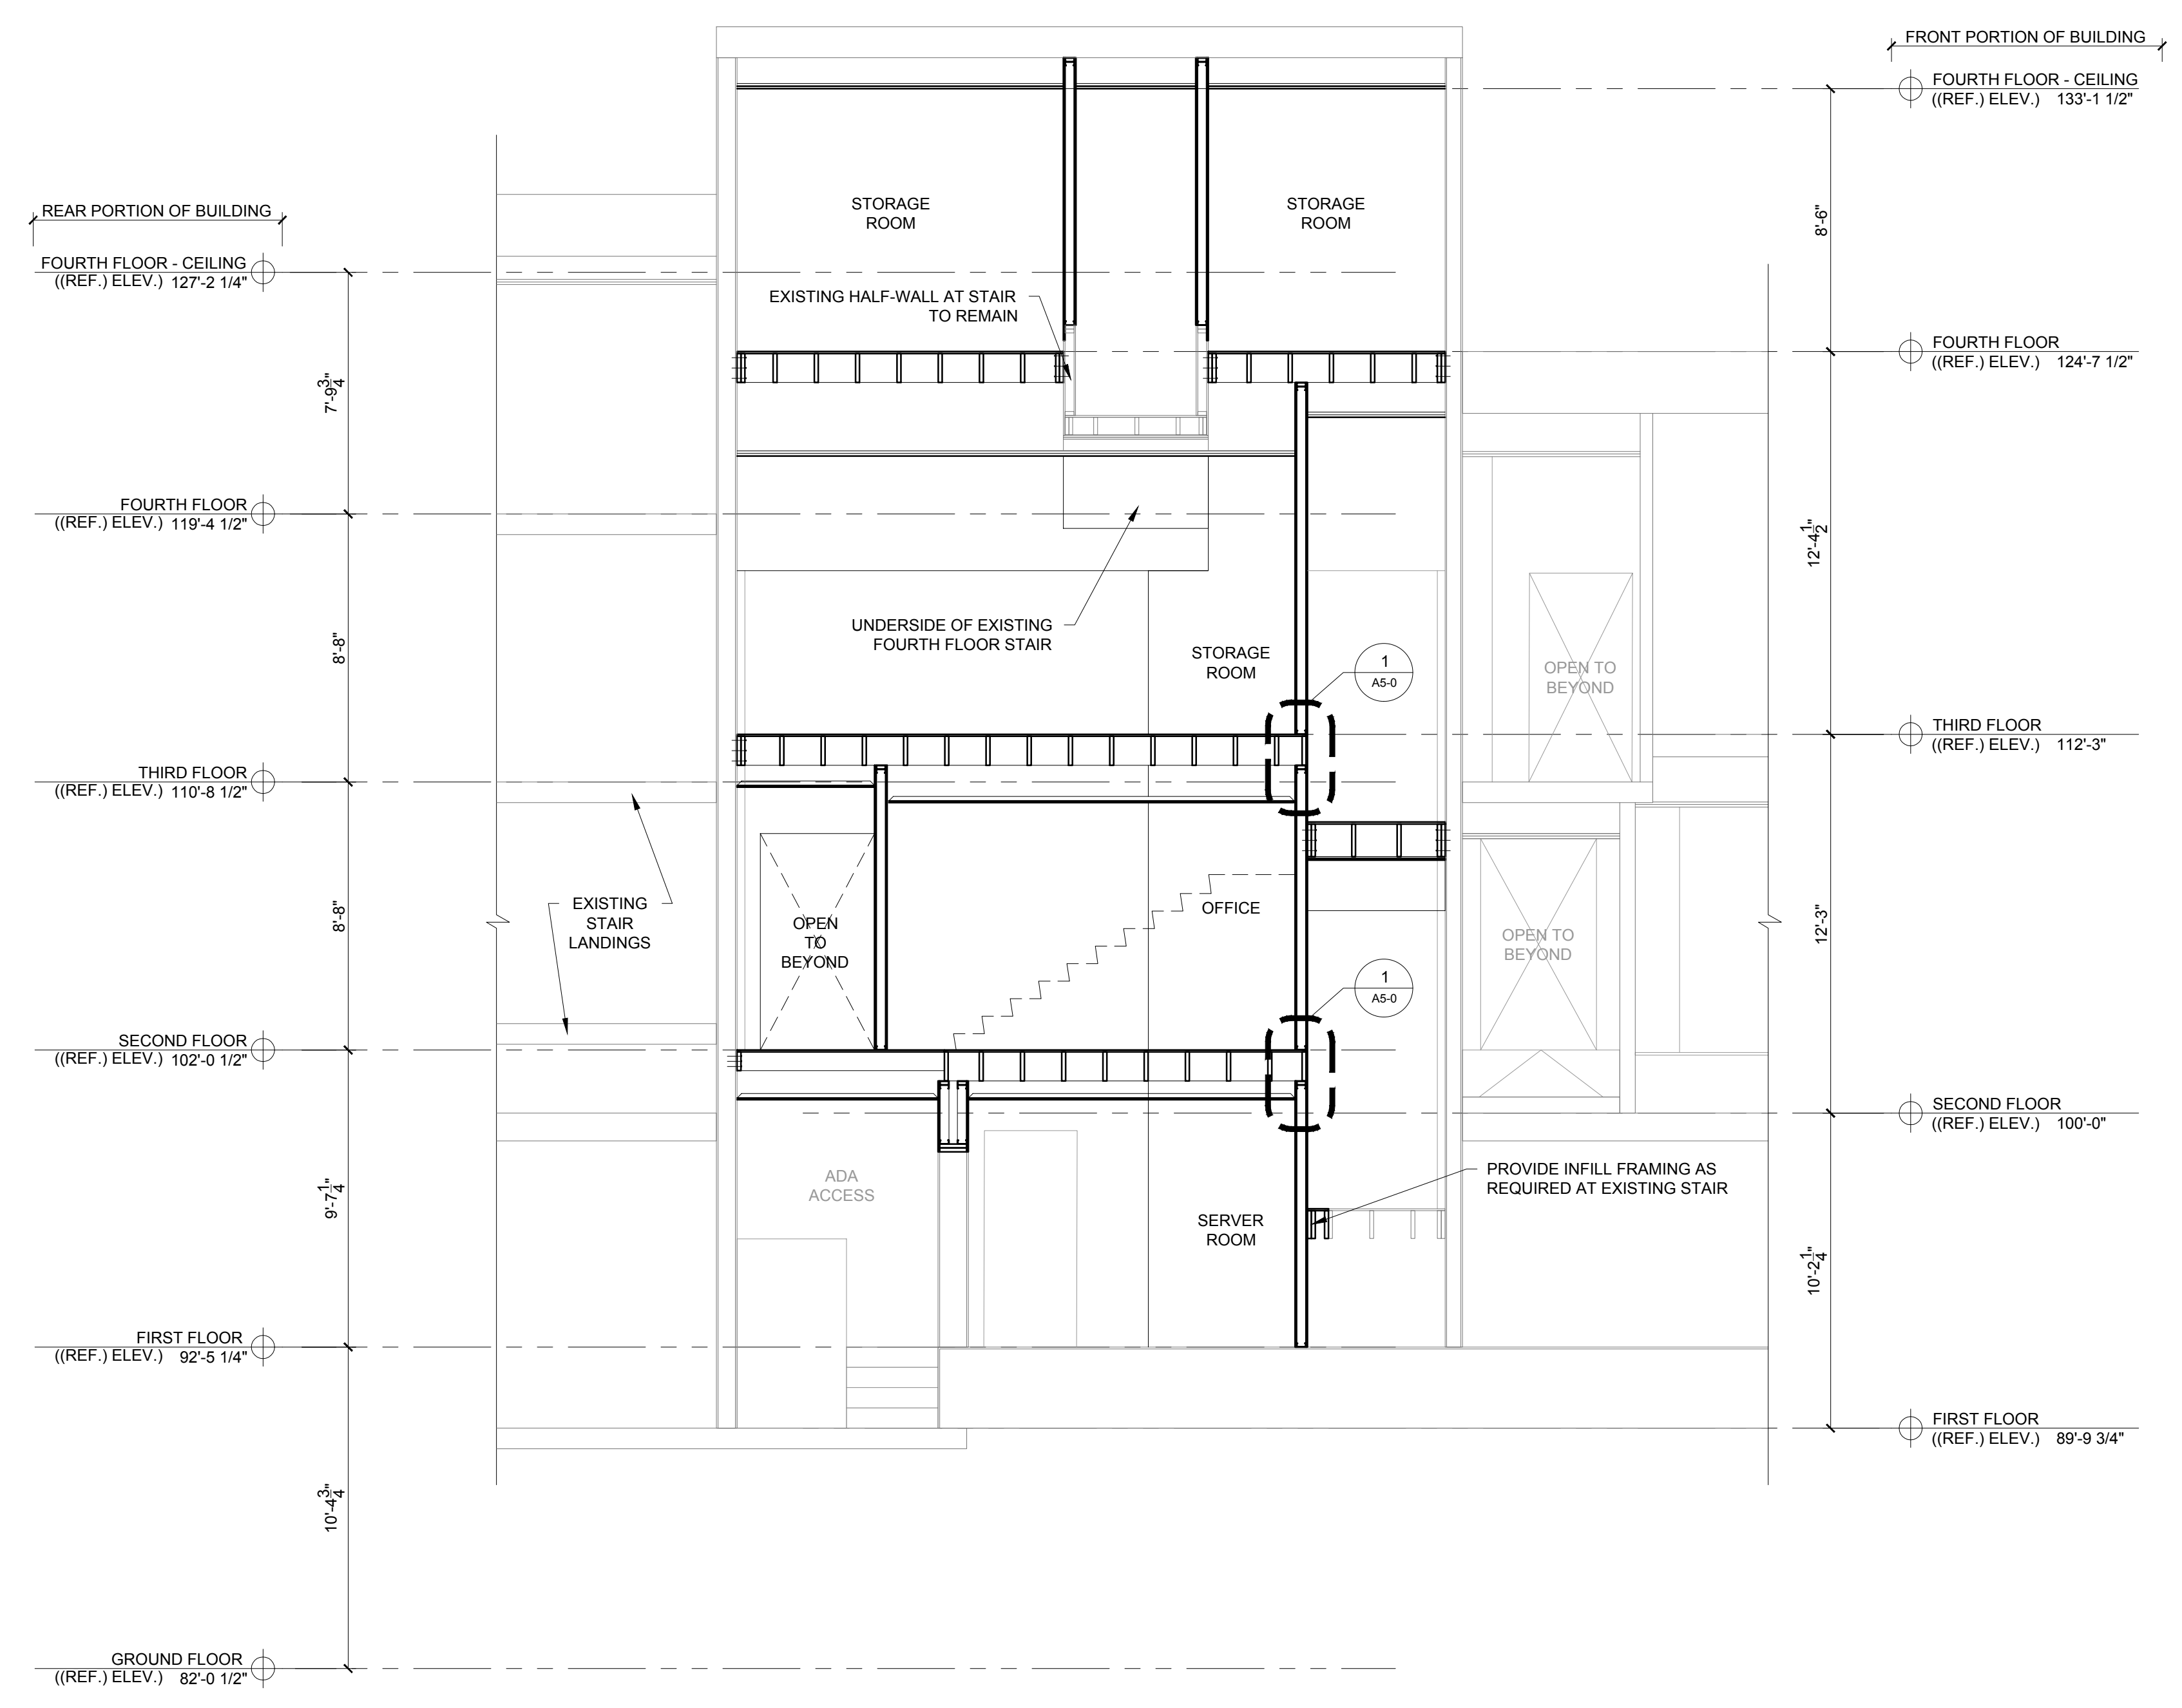 FRONT PORTION OF BUILDING
FOURTH FLOOR - CEILING
((REF.) ELEV.) 133'-1 1/2"
8'-6"
STORAGE
ROOM
STORAGE
ROOM
REAR PORTION OF BUILDING
FOURTH FLOOR - CEILING
((REF.) ELEV.) 127'-2 1/4"
EXISTING HALF-WALL AT STAIR
TO REMAIN
FOURTH FLOOR
((REF.) ELEV.) 124'-7 1/2"
7'-9 3/4"
FOURTH FLOOR
((REF.) ELEV.) 119'-4 1/2"
12'-4 1/2"
UNDERSIDE OF EXISTING
FOURTH FLOOR STAIR
8'-8"
STORAGE
ROOM
1
A5-0
OPEN TO
BEYOND
THIRD FLOOR
((REF.) ELEV.) 112'-3"
THIRD FLOOR
((REF.) ELEV.) 110'-8 1/2"
8'-8"
EXISTING
STAIR
LANDINGS
OPEN
TO
BEYOND
OFFICE
OPEN TO
BEYOND
12'-3"
1
A5-0
SECOND FLOOR
((REF.) ELEV.) 102'-0 1/2"
SECOND FLOOR
((REF.) ELEV.) 100'-0"
9'-7 1/4"
ADA
ACCESS
PROVIDE INFILL FRAMING AS
REQUIRED AT EXISTING STAIR
SERVER
ROOM
10'-2 1/4"
FIRST FLOOR
((REF.) ELEV.) 92'-5 1/4"
FIRST FLOOR
((REF.) ELEV.) 89'-9 3/4"
10'-4 3/4"
GROUND FLOOR
((REF.) ELEV.) 82'-0 1/2"